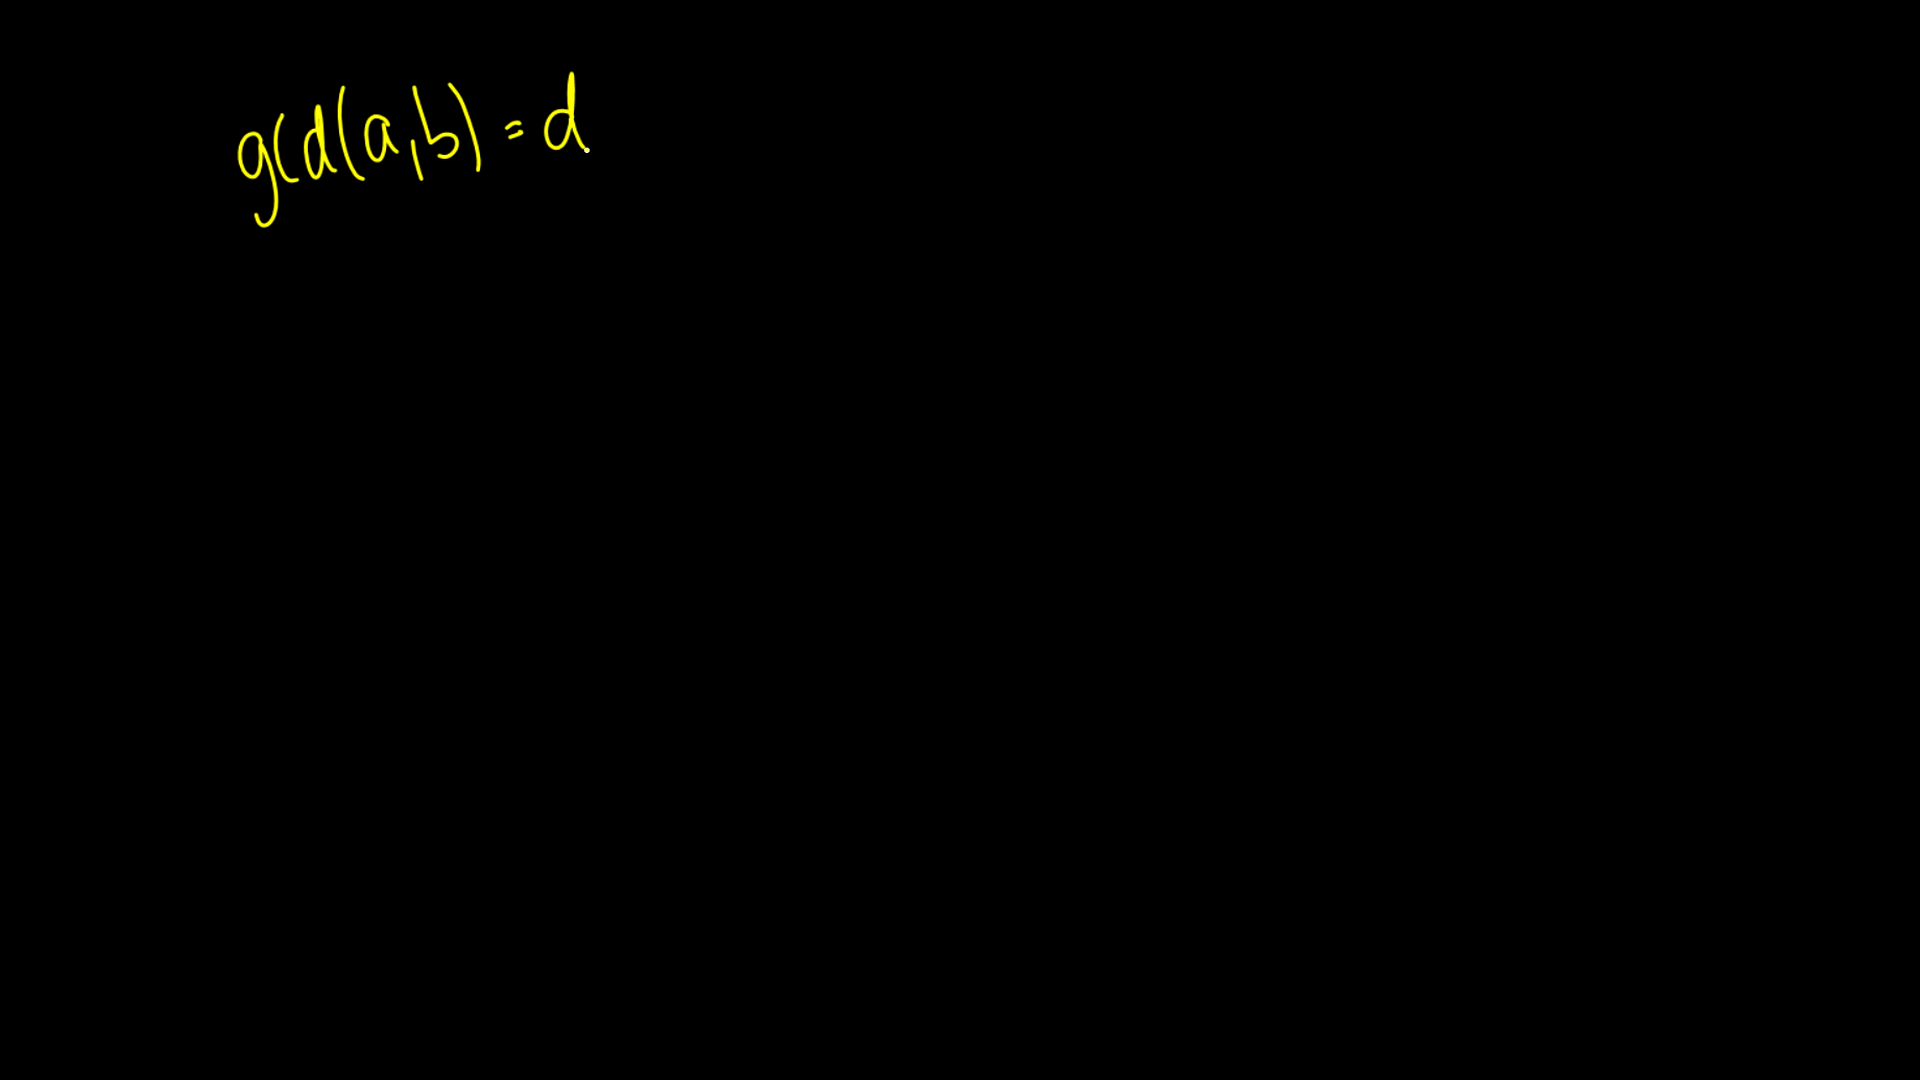 gcd(a,b) = d